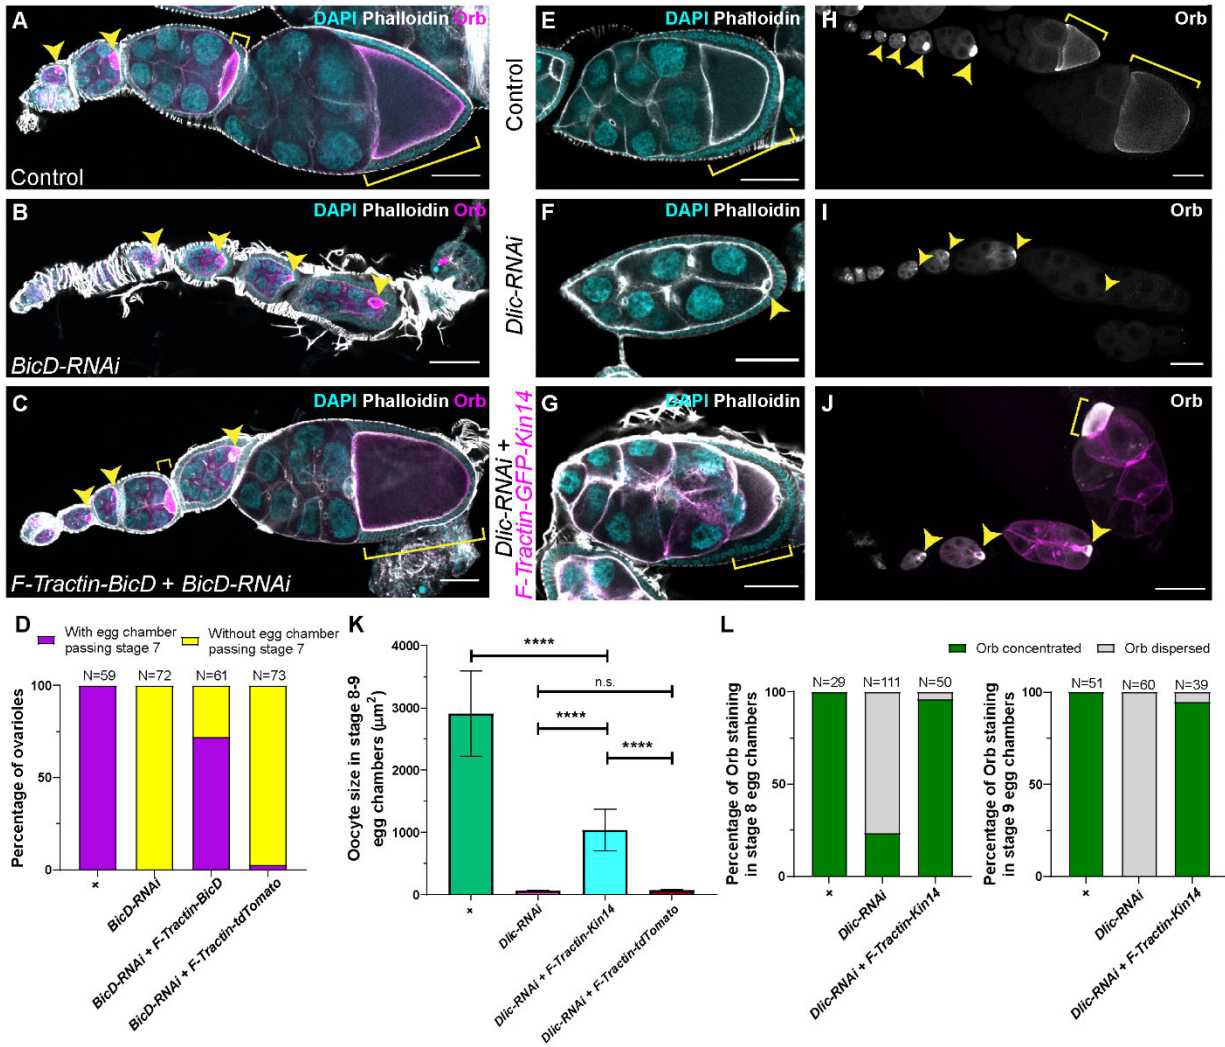 A
DAPI Phalloidin Orb
Control
B
DAPI Phalloidin Orb
BicD-RNAi
C
DAPI Phalloidin Orb
F-Tractin-BicD + BicD-RNAi
E
DAPI Phalloidin
Control
F
DAPI Phalloidin
Dlic-RNAi
G
DAPI Phalloidin
Dlic-RNAi +
F-Tractin-GFP-Kin14
H
Orb
I
Orb
J
Orb
D
With egg chamber
passing stage 7
Without egg chamber
passing stage 7
N=59 N=72 N=61 N=73
Percentage of ovarioles
100
50
0
+
BicD-RNAi
BicD-RNAi + F-Tractin-BicD
BicD-RNAi + F-Tractin-tdTomato
K
Oocyte size in stage 8-9
egg chambers (µm²)
4000
3000
2000
1000
0
****
n.s.
****
****
+
Dlic-RNAi
Dlic-RNAi + F-Tractin-Kin14
Dlic-RNAi + F-Tractin-tdTomato
L
Orb concentrated
Orb dispersed
N=29 N=111 N=50
Percentage of Orb staining
in stage 8 egg chambers
100
50
0
+
Dlic-RNAi
Dlic-RNAi + F-Tractin-Kin14
N=51 N=60 N=39
Percentage of Orb staining
in stage 9 egg chambers
100
50
0
+
Dlic-RNAi
Dlic-RNAi + F-Tractin-Kin14